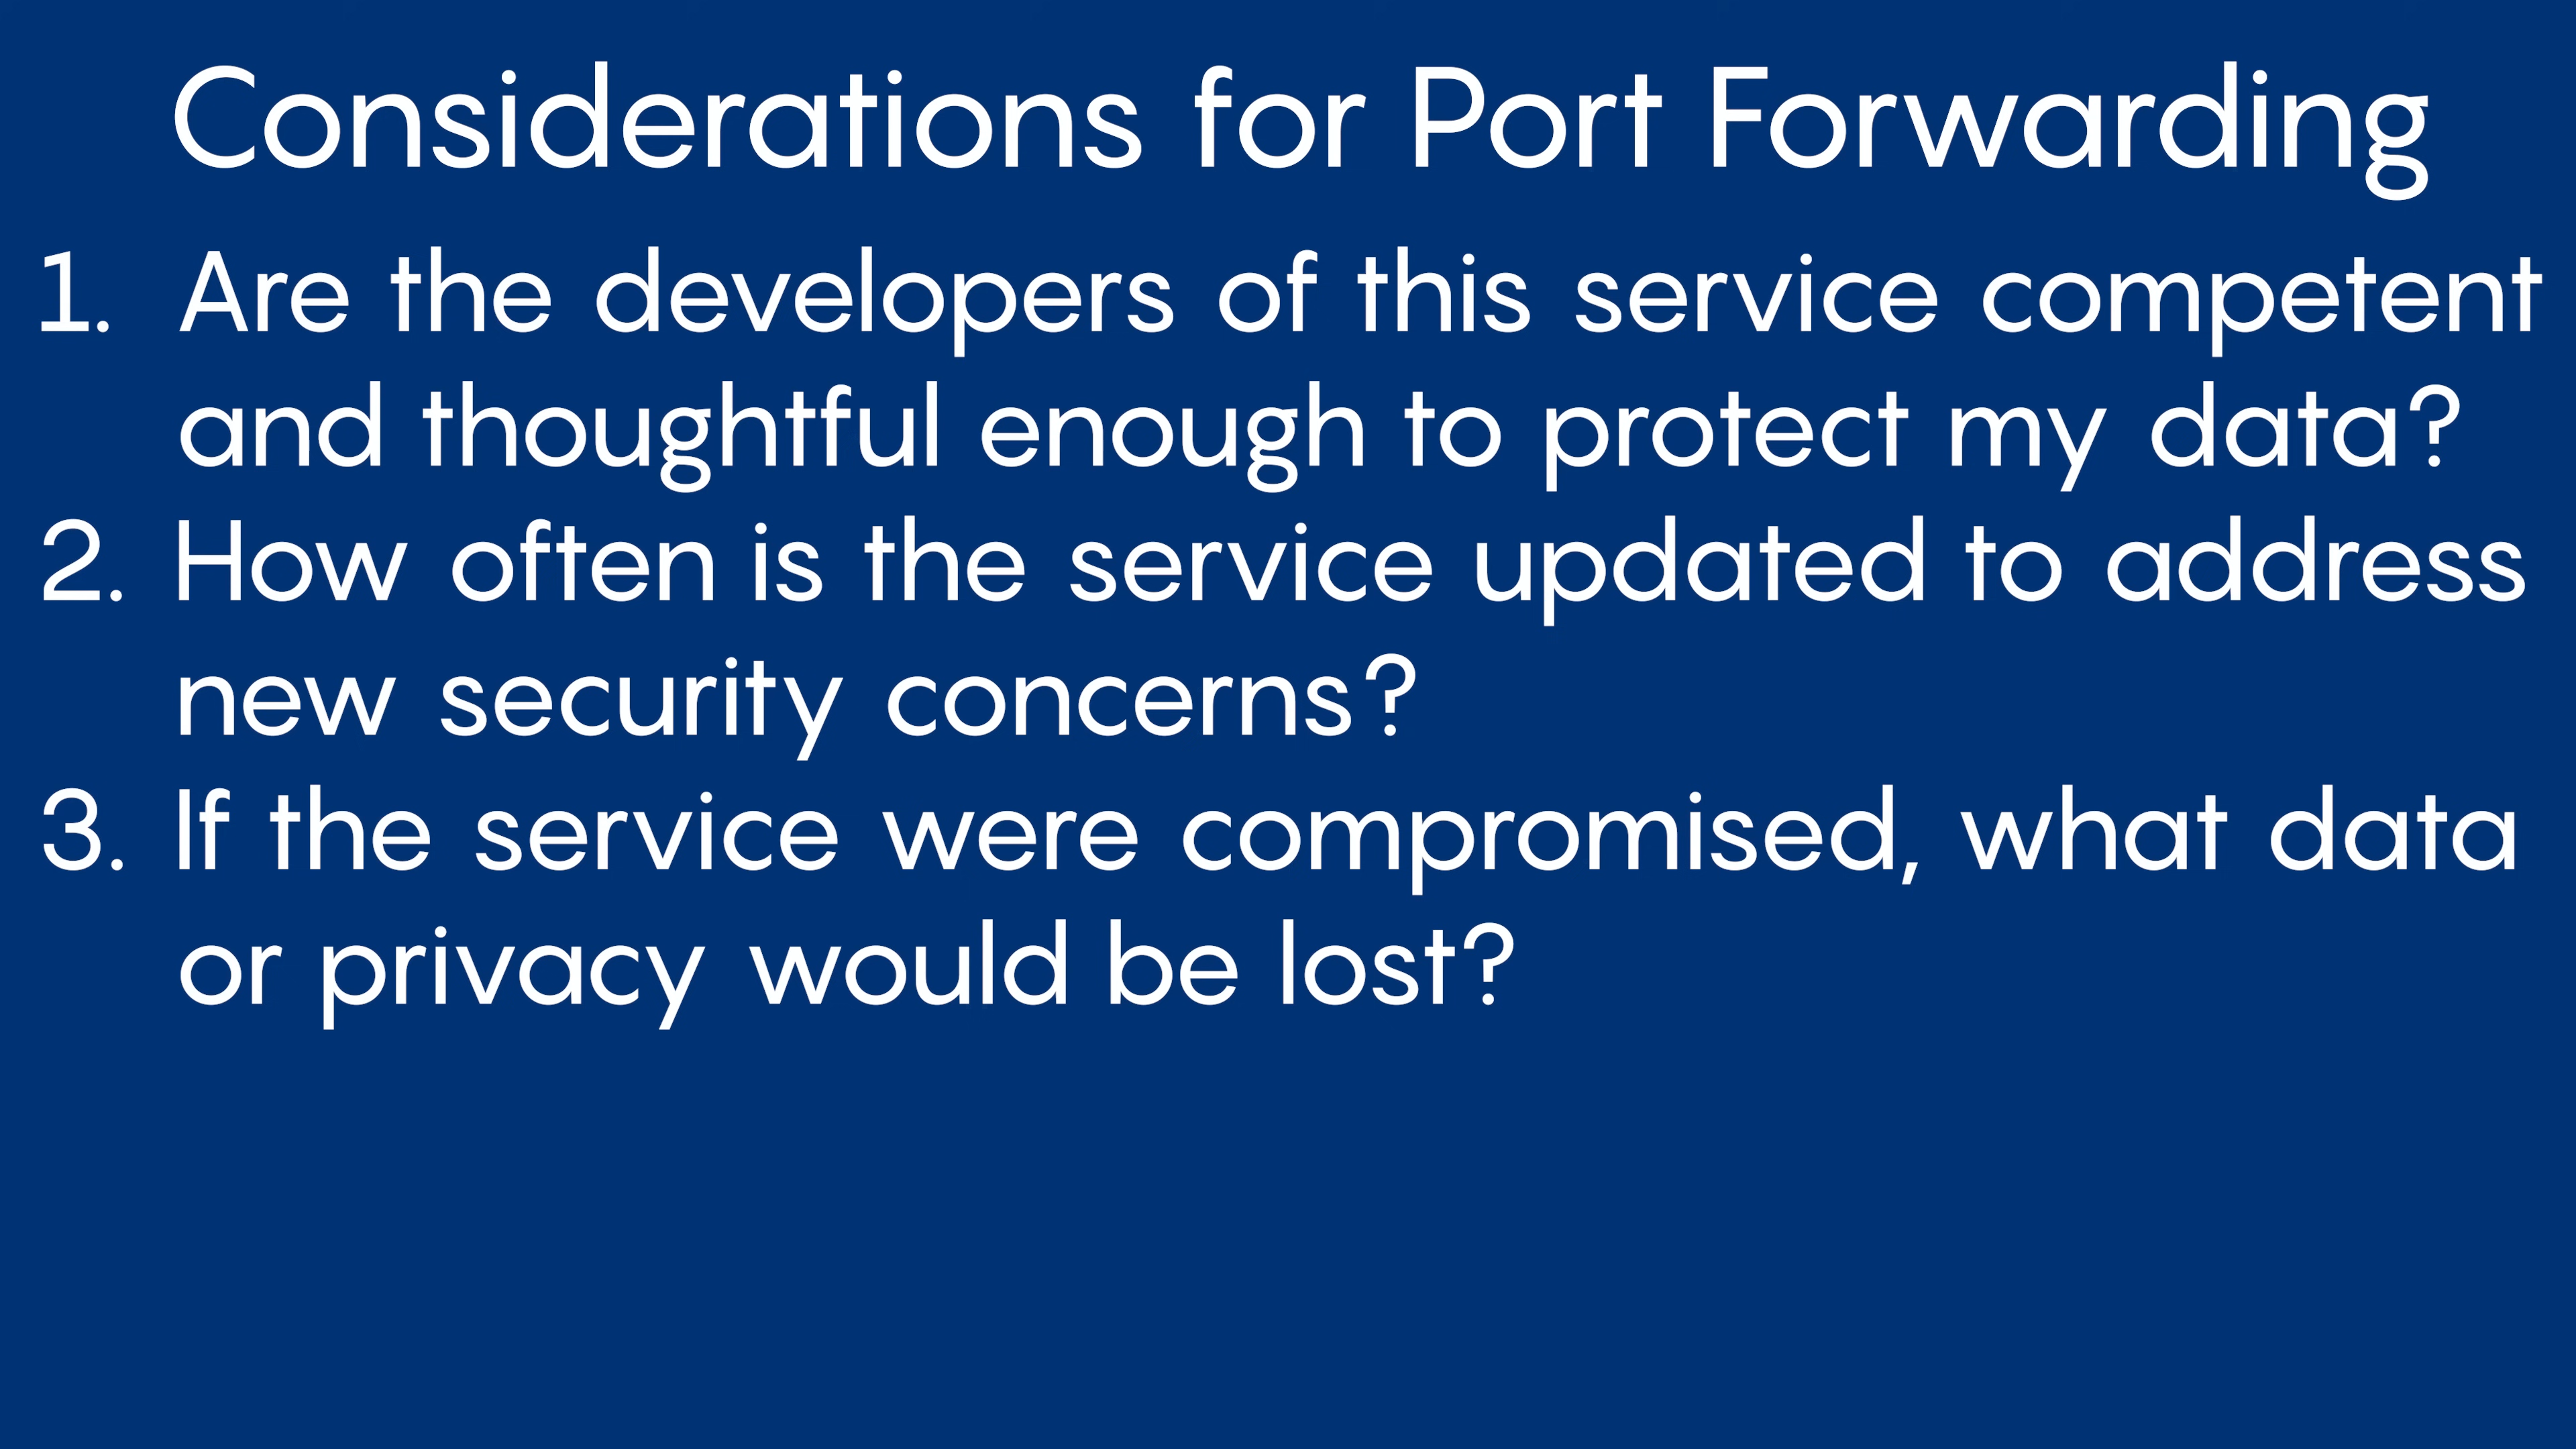 Considerations for Port Forwarding
1. Are the developers of this service competent
and thoughtful enough to protect my data?
2. How often is the service updated to address
new security concerns?
3. If the service were compromised, what data
or privacy would be lost?